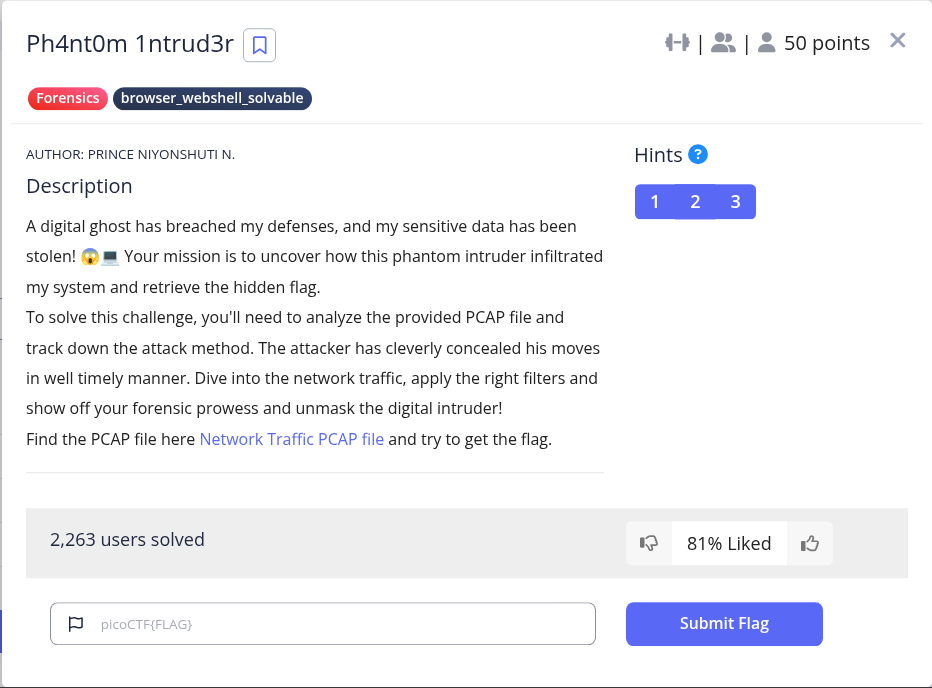 Ph4nt0m 1ntrud3r
| | 50 points
Forensics browser_webshell_solvable
AUTHOR: PRINCE NIYONSHUTI N.
Description
A digital ghost has breached my defenses, and my sensitive data has been
stolen! 😱💻 Your mission is to uncover how this phantom intruder infiltrated
my system and retrieve the hidden flag.
To solve this challenge, you'll need to analyze the provided PCAP file and
track down the attack method. The attacker has cleverly concealed his moves
in well timely manner. Dive into the network traffic, apply the right filters and
show off your forensic prowess and unmask the digital intruder!
Find the PCAP file here Network Traffic PCAP file and try to get the flag.
Hints ?
1 2 3
2,263 users solved
81% Liked
picoCTF{FLAG}
Submit Flag